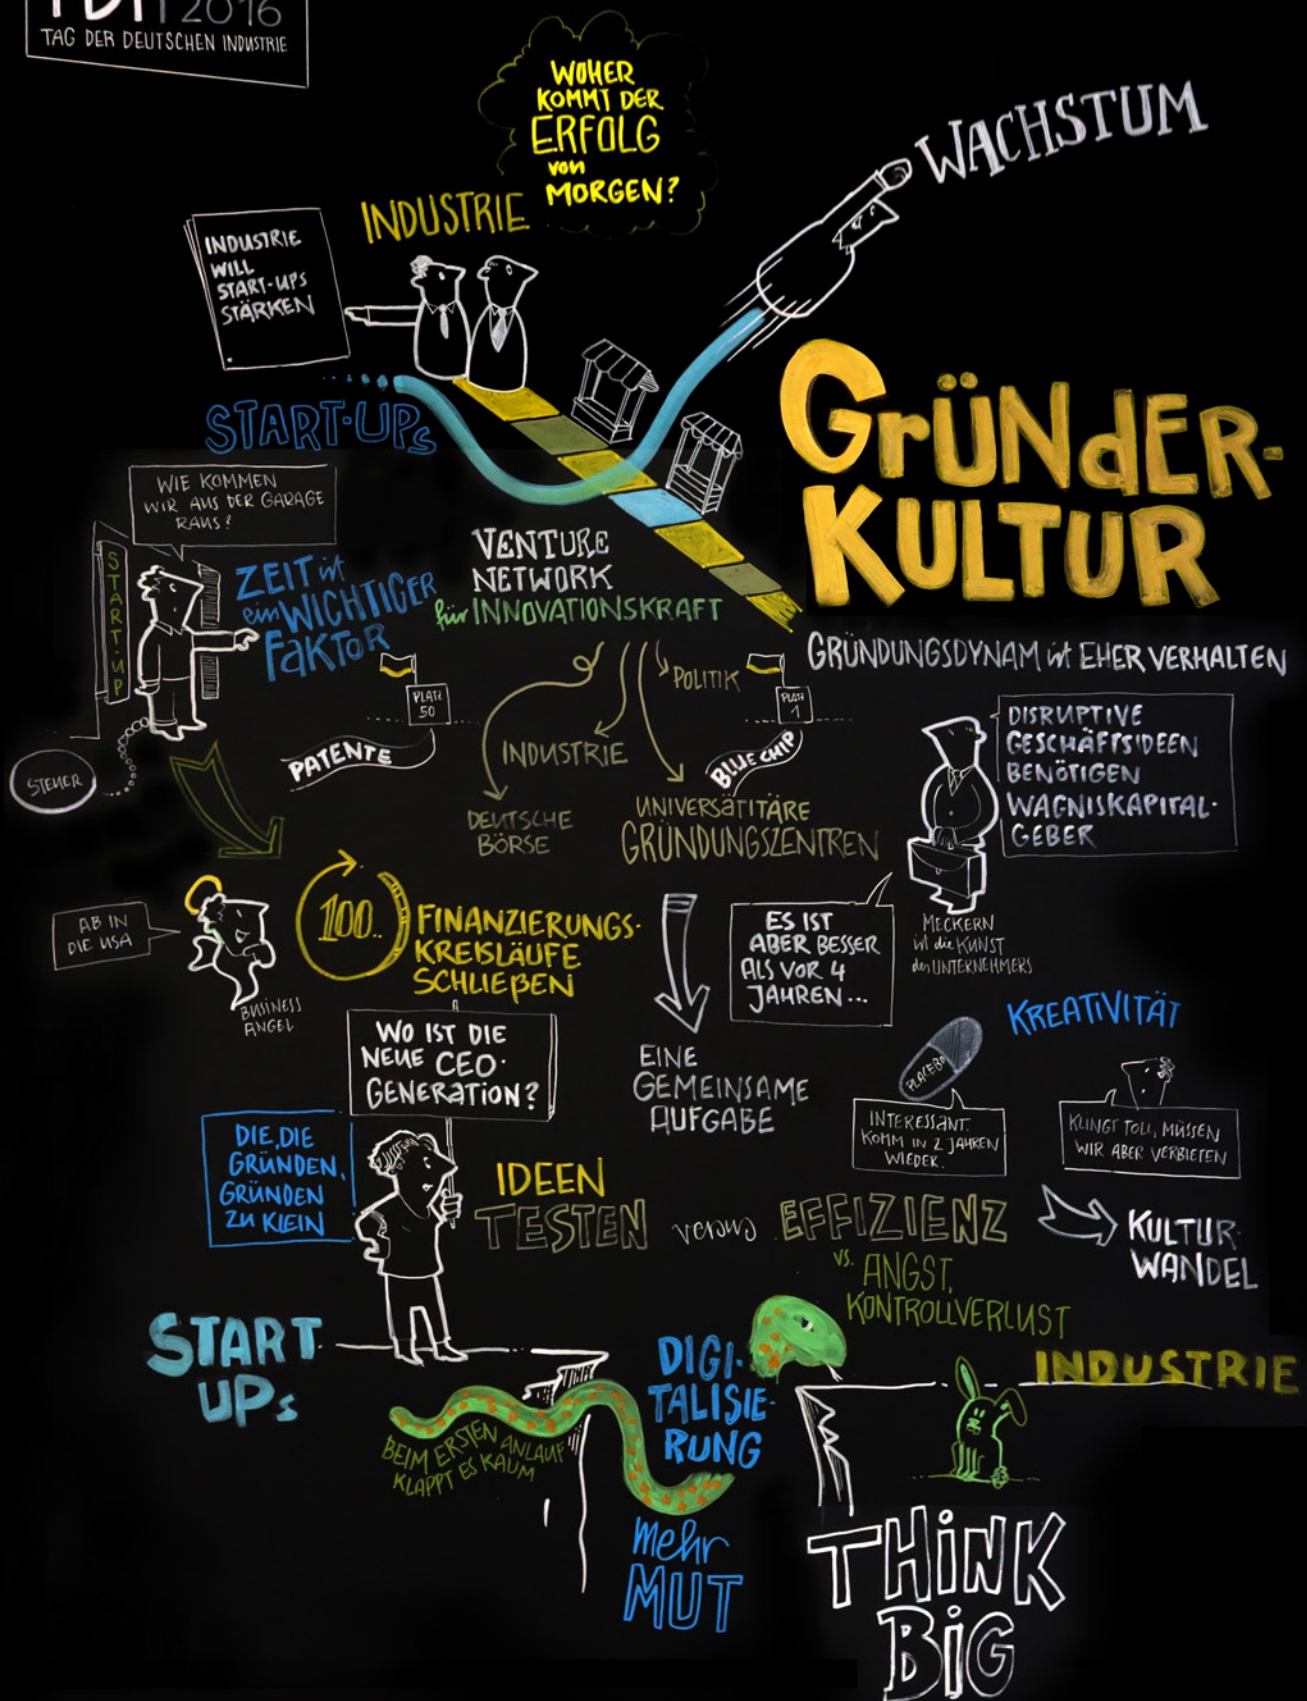 TDI 2016
TAG DER DEUTSCHEN INDUSTRIE
WOHER
KOMMT DER
ERFOLG
von
MORGEN?
WACHSTUM
INDUSTRIE
INDUSTRIE
WILL
START-UPS
STÄRKEN
START-UPS
GRÜNDER-
KULTUR
WIE KOMMEN
WIR AUS DER GARAGE
RAUS?
START-UP
ZEIT ist
ein WICHTIGER
FAKTOR
STEUER
VENTURE
NETWORK
für INNOVATIONSKRAFT
GRÜNDUNGSDYNAM ist EHER VERHALTEN
POLITIK
INDUSTRIE
DEUTSCHE
BÖRSE
UNIVERSÄTITÄRE
GRÜNDUNGSZENTREN
PLATZ
50
PATENTE
PLATZ
1
BLUE CHIP
DISRUPTIVE
GESCHÄFTSIDEEN
BENÖTIGEN
WAGNISKAPITAL-
GEBER
AB IN
DIE USA
BUSINESS
ANGEL
100..
FINANZIERUNGS-
KREISLÄUFE
SCHLIEßEN
ES IST
ABER BESSER
ALS VOR 4
JAHREN...
MECKERN
ist die KUNST
des UNTERNEHMERS
WO IST DIE
NEUE CEO-
GENERATION?
EINE
GEMEINSAME
AUFGABE
KREATIVITÄT
PLACEBO
INTERESSANT.
KOMM IN 2 JAHREN
WIEDER.
KLINGT TOLL, MÜSSEN
WIR ABER VERBIETEN
DIE, DIE
GRÜNDEN,
GRÜNDEN
ZU KLEIN
IDEEN
TESTEN
versus
EFFIZIENZ
vs. ANGST,
KONTROLLVERLUST
KULTUR-
WANDEL
START
UPs
BEIM ERSTEN ANLAUF
KLAPPT ES KAUM
DIGI-
TALISIE-
RUNG
INDUSTRIE
mehr
MUT
THINK
BIG